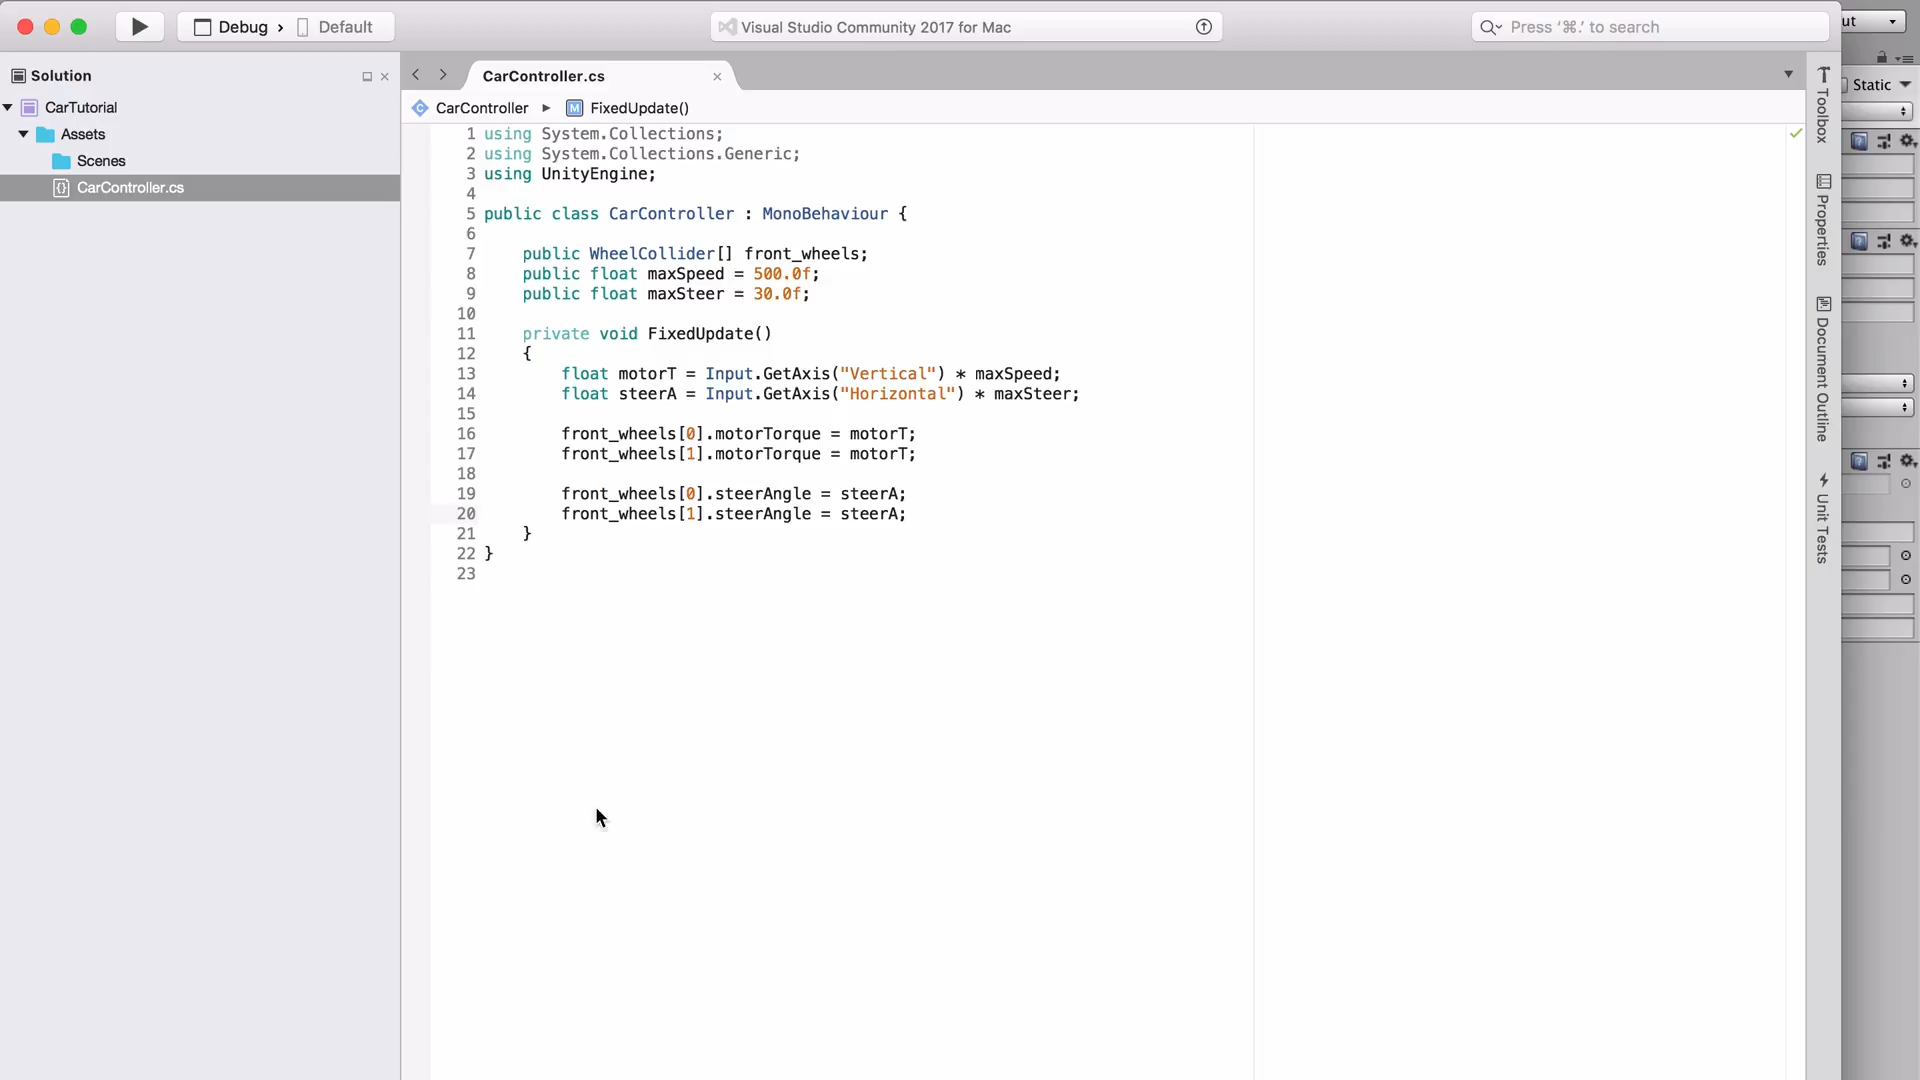 Debug
Default
Visual Studio Community 2017 for Mac
Press '⌘.' to search
ut
Solution
CarController.cs
Static
CarTutorial
CarController
FixedUpdate()
Assets
Scenes
CarController.cs
1 using System.Collections;
2 using System.Collections.Generic;
3 using UnityEngine;
4
5 public class CarController : MonoBehaviour {
6
7 public WheelCollider[] front_wheels;
8 public float maxSpeed = 500.0f;
9 public float maxSteer = 30.0f;
10
11 private void FixedUpdate()
12 {
13 float motorT = Input.GetAxis("Vertical") * maxSpeed;
14 float steerA = Input.GetAxis("Horizontal") * maxSteer;
15
16 front_wheels[0].motorTorque = motorT;
17 front_wheels[1].motorTorque = motorT;
18
19 front_wheels[0].steerAngle = steerA;
20 front_wheels[1].steerAngle = steerA;
21 }
22 }
23
Toolbox
Properties
Document Outline
Unit Tests